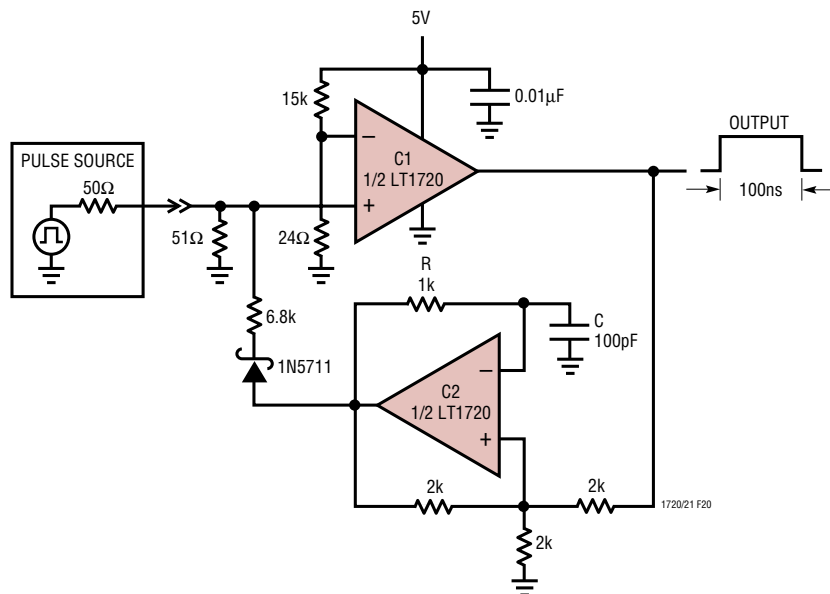 5V
15k
0.01µF
OUTPUT
100ns
PULSE SOURCE
50Ω
−
C1
1/2 LT1720
+
51Ω
24Ω
R
1k
6.8k
C
100pF
1N5711
−
C2
1/2 LT1720
+
2k
2k
1720/21 F20
2k